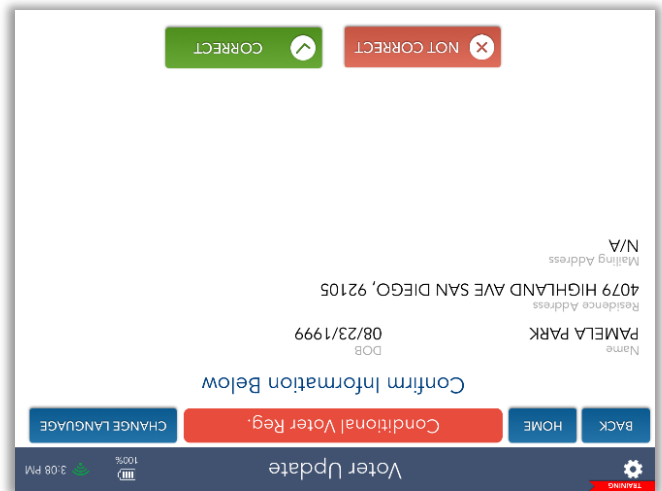 TRAINING
Voter Update
100%
3:08 PM
BACK
HOME
Conditional Voter Reg.
CHANGE LANGUAGE
Confirm Information Below
Name
DOB
PAMELA PARK
08/23/1999
Residence Address
4079 HIGHLAND AVE SAN DIEGO, 92105
Mailing Address
N/A
NOT CORRECT
CORRECT